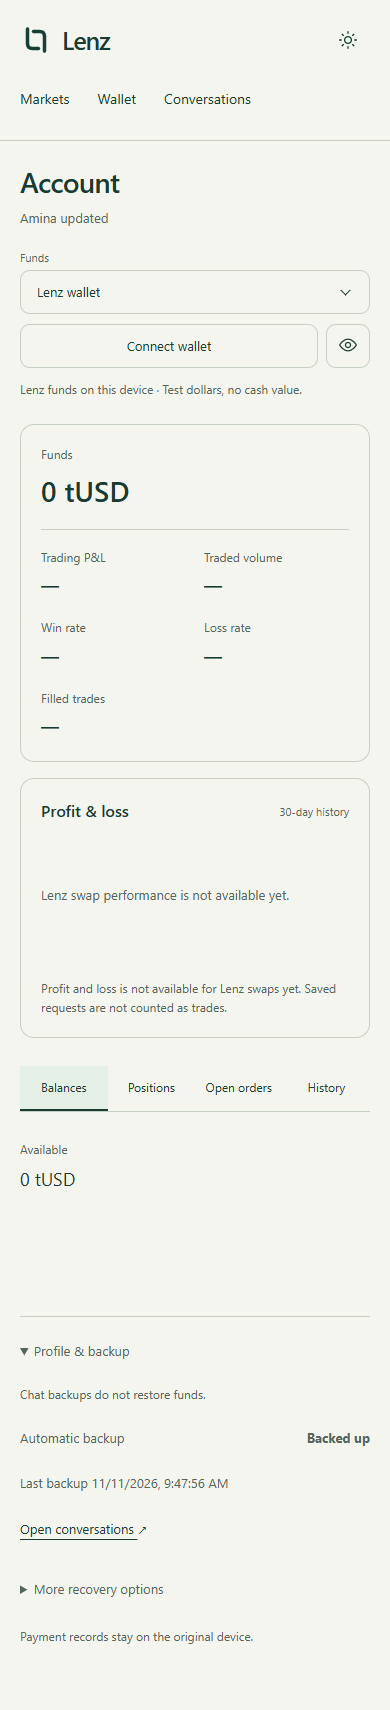 Lenz
Markets Wallet Conversations
Account
Amina updated
Funds
Lenz wallet
Connect wallet
Lenz funds on this device · Test dollars, no cash value.
Funds
0 tUSD
Trading P&L Traded volume
— —
Win rate Loss rate
— —
Filled trades
—
Profit & loss 30-day history
Lenz swap performance is not available yet.
Profit and loss is not available for Lenz swaps yet. Saved
requests are not counted as trades.
Balances Positions Open orders History
Available
0 tUSD
▼ Profile & backup
Chat backups do not restore funds.
Automatic backup Backed up
Last backup 11/11/2026, 9:47:56 AM
Open conversations ↗
▶ More recovery options
Payment records stay on the original device.